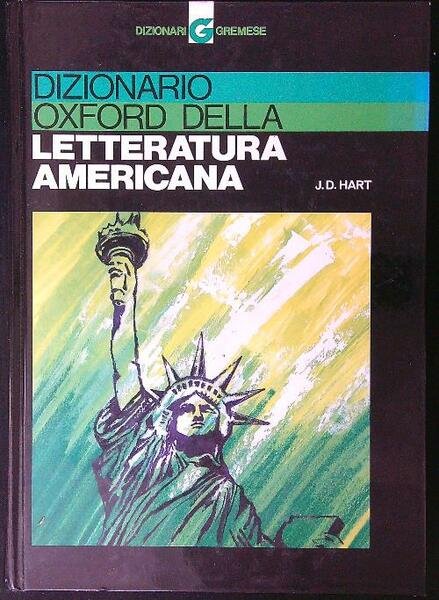 DIZIONARI G GREMESE
DIZIONARIO
OXFORD DELLA
LETTERATURA
AMERICANA
J.D. HART